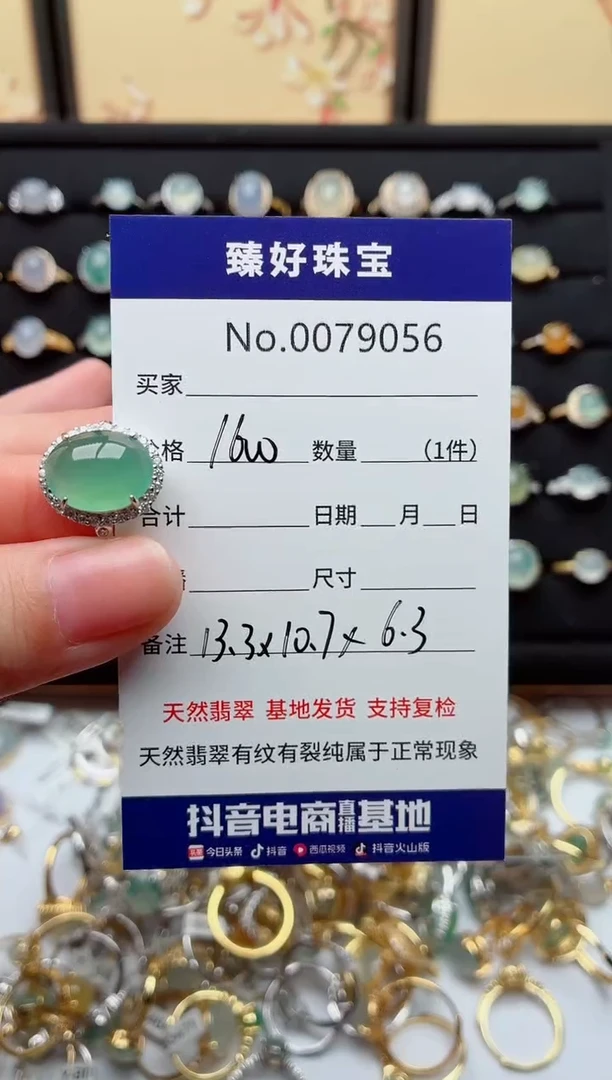 臻好珠宝
No.0079056
买家
格 1600 数量 (1件)
合计 日期 月 日
尺寸
备注 13.3x10.7x6.3
天然翡翠 基地发货 支持复检
天然翡翠有纹有裂纯属于正常现象
抖音电商直播基地
头条 今日头条 抖音 西瓜视频 抖音火山版